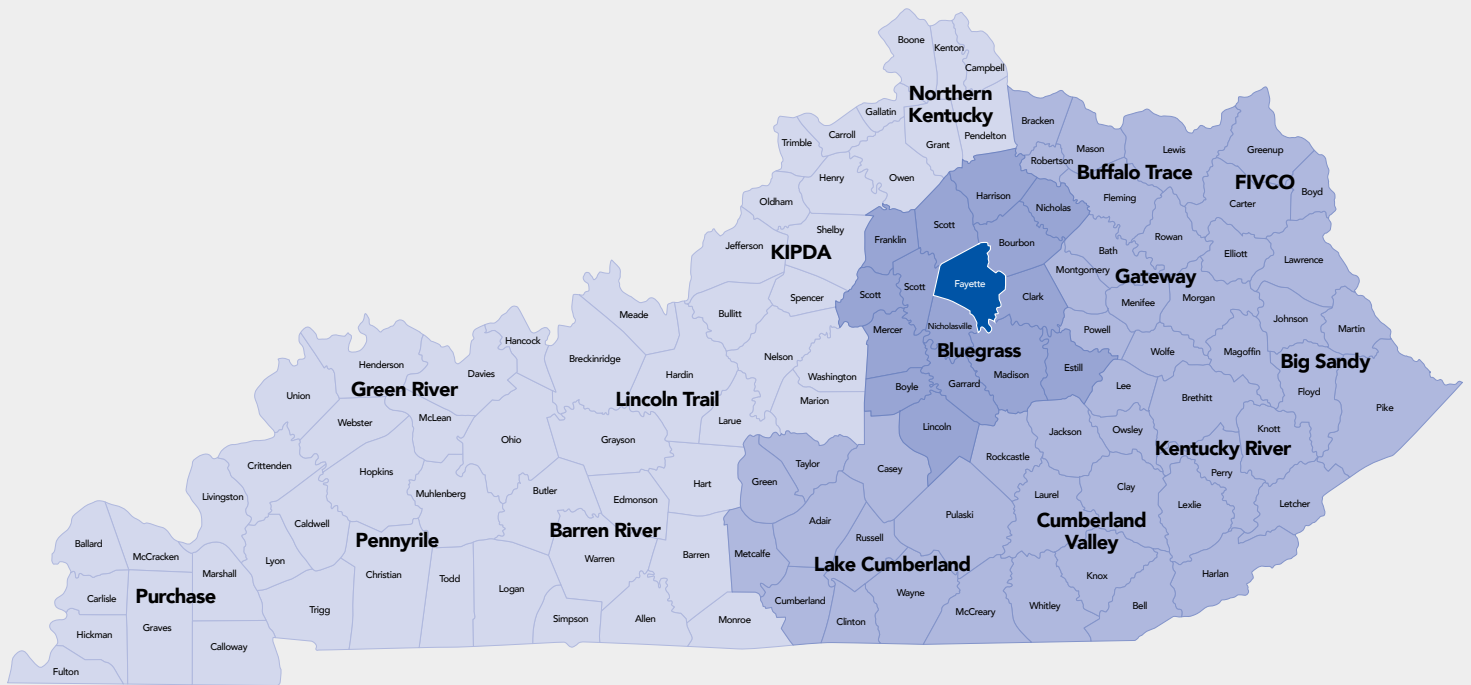 Boone
Kenton
Campbell
Northern
Kentucky
Gallatin
Carroll
Trimble
Grant
Pendelton
Owen
Henry
Oldham
Shelby
Jefferson
KIPDA
Spencer
Bullitt
Nelson
Washington
Marion
Meade
Breckinridge
Hardin
Lincoln Trail
Larue
Grayson
Hancock
Henderson
Davies
Green River
Union
Webster
McLean
Ohio
Bracken
Mason
Lewis
Robertson
Buffalo Trace
Fleming
Greenup
FIVCO
Boyd
Carter
Elliott
Lawrence
Rowan
Bath
Montgomery
Gateway
Menifee
Morgan
Harrison
Nicholas
Scott
Franklin
Bourbon
Fayette
Scott
Scott
Clark
Nicholasville
Mercer
Bluegrass
Madison
Estill
Boyle
Garrard
Lincoln
Powell
Wolfe
Magoffin
Johnson
Martin
Big Sandy
Floyd
Pike
Lee
Brethitt
Owsley
Knott
Kentucky River
Perry
Lexlie
Letcher
Jackson
Rockcastle
Laurel
Clay
Cumberland
Valley
Knox
Harlan
Whitley
Bell
Taylor
Green
Casey
Pulaski
Adair
Russell
Metcalfe
Lake Cumberland
Wayne
Cumberland
Clinton
McCreary
Hart
Butler
Edmonson
Barren River
Warren
Barren
Logan
Simpson
Allen
Monroe
Crittenden
Livingston
Hopkins
Muhlenberg
Caldwell
Pennyrile
Lyon
Christian
Todd
Trigg
Ballard
McCracken
Marshall
Carlisle
Purchase
Graves
Hickman
Calloway
Fulton